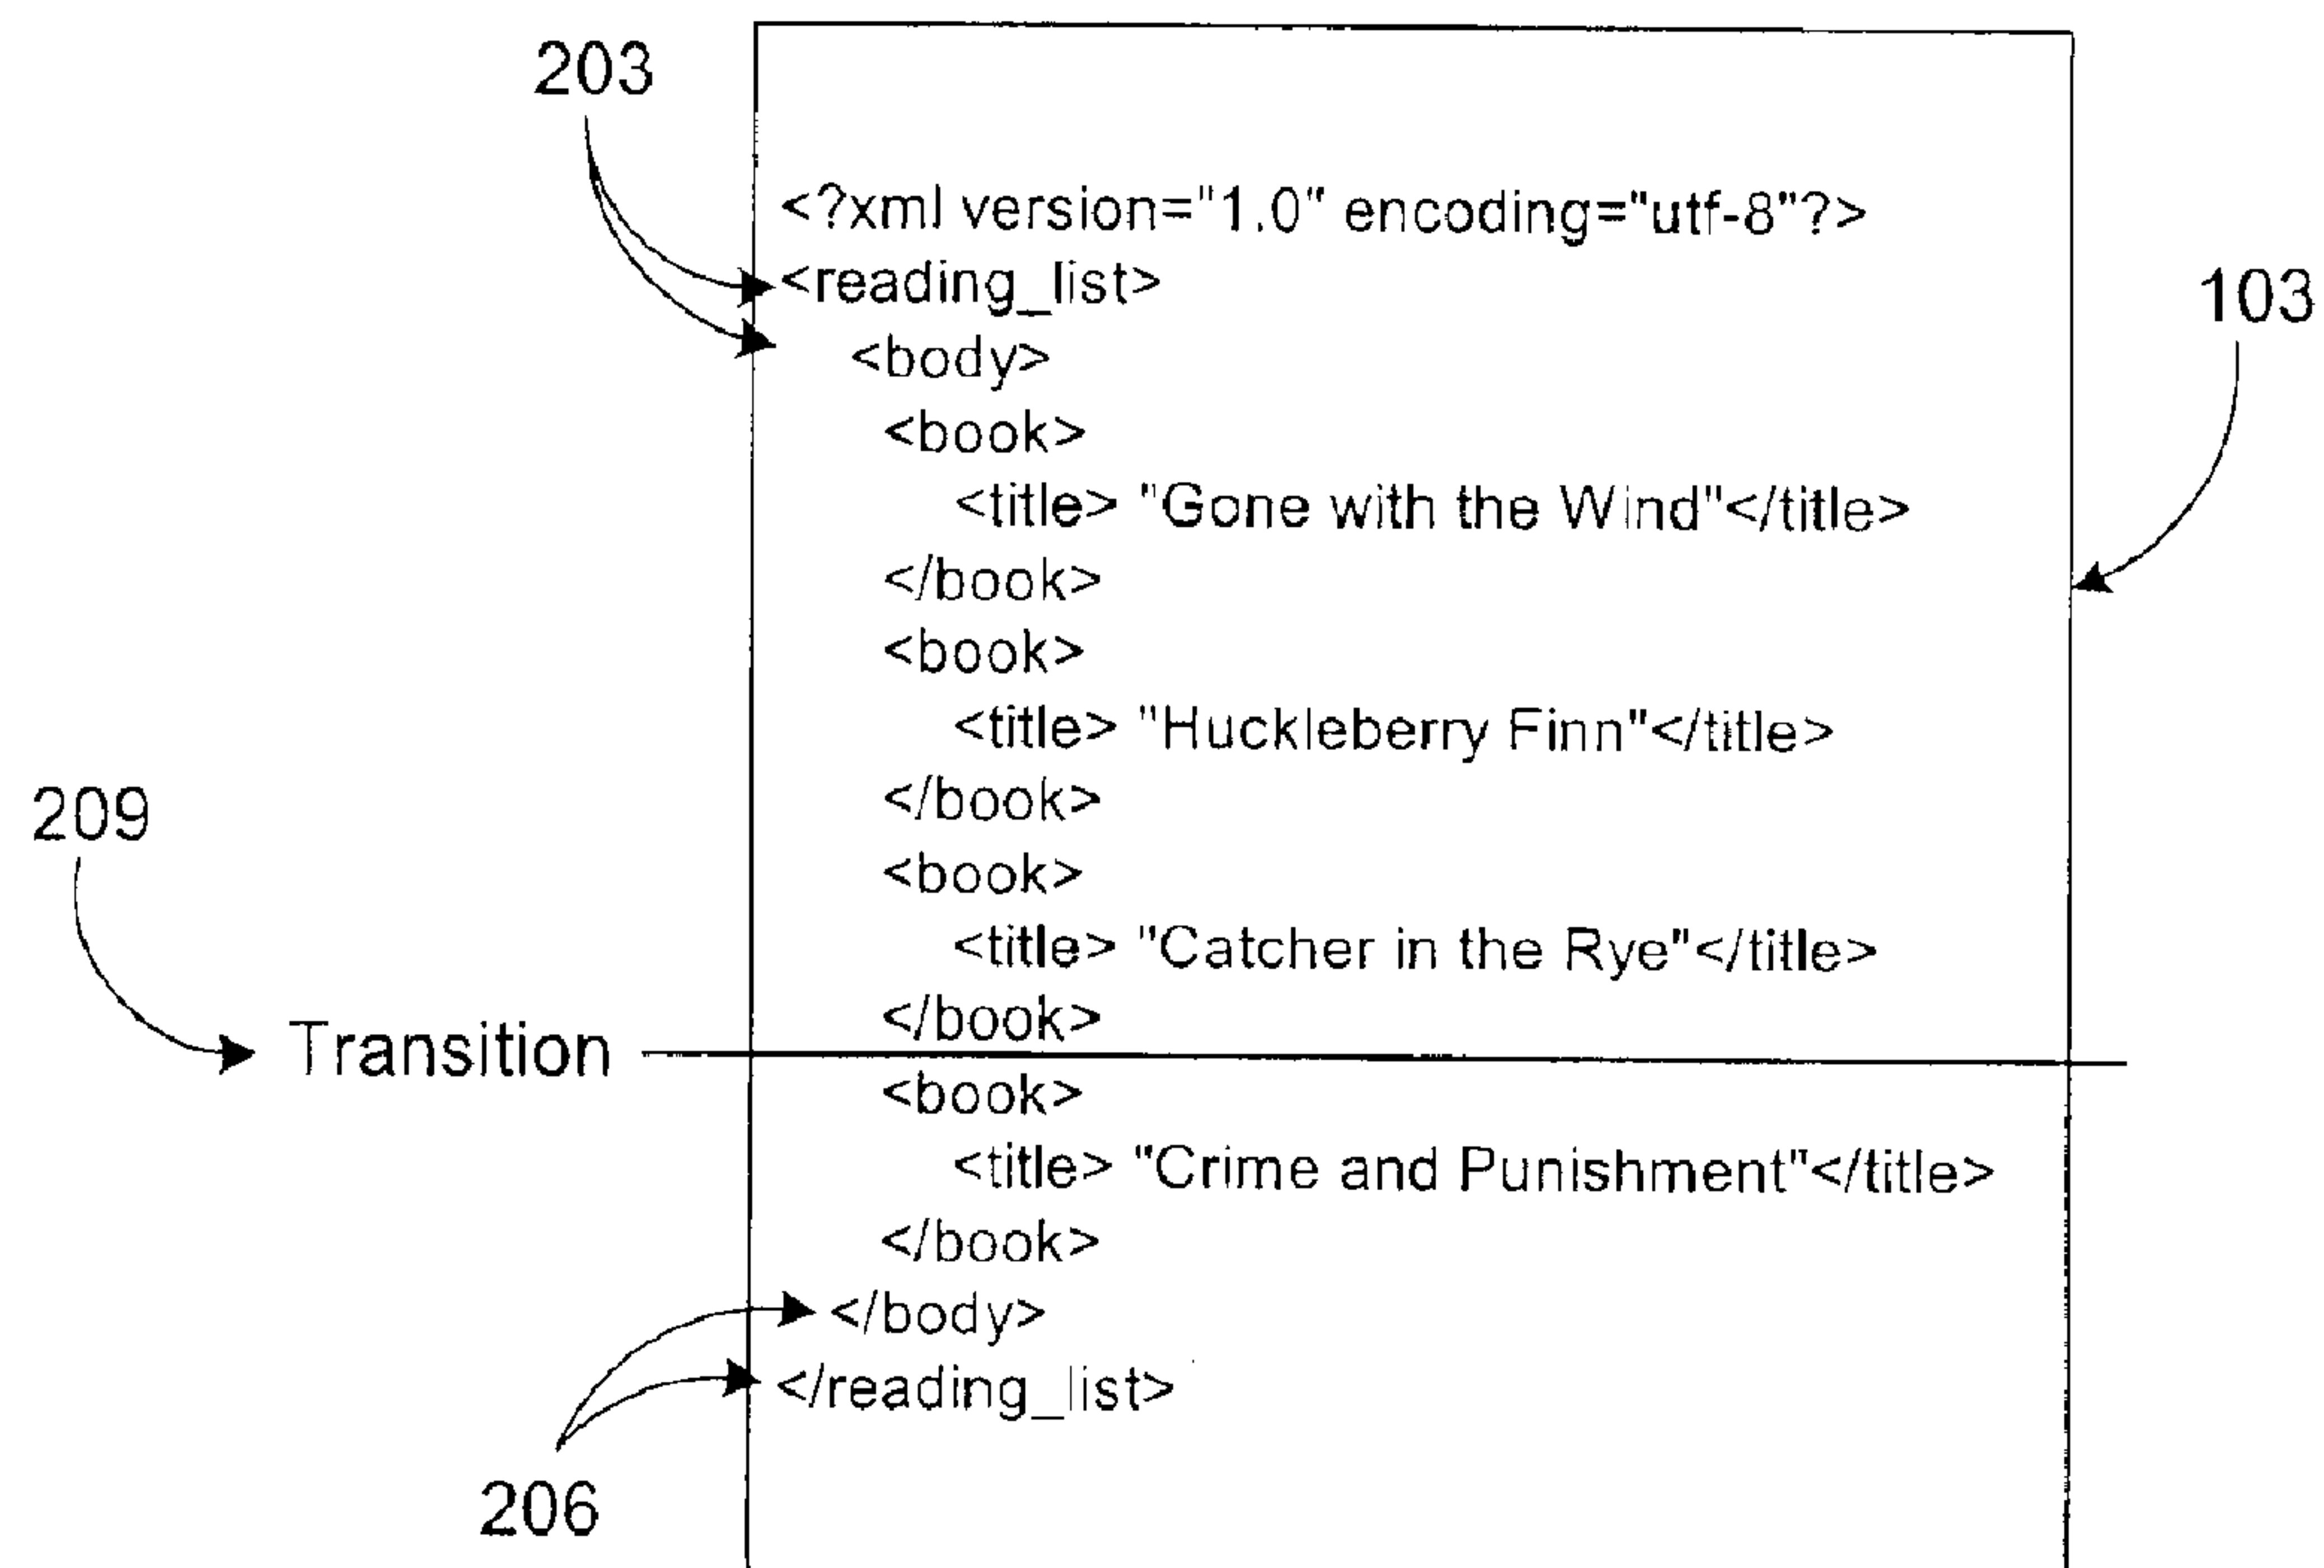 203
<?xml version="1.0" encoding="utf-8"?>
<reading_list>
103
<body>
<book>
<title> "Gone with the Wind"</title>
</book>
<book>
<title> "Huckleberry Finn"</title>
</book>
209
<book>
<title> "Catcher in the Rye"</title>
</book>
Transition
<book>
<title> "Crime and Punishment"</title>
</book>
</body>
</reading_list>
206